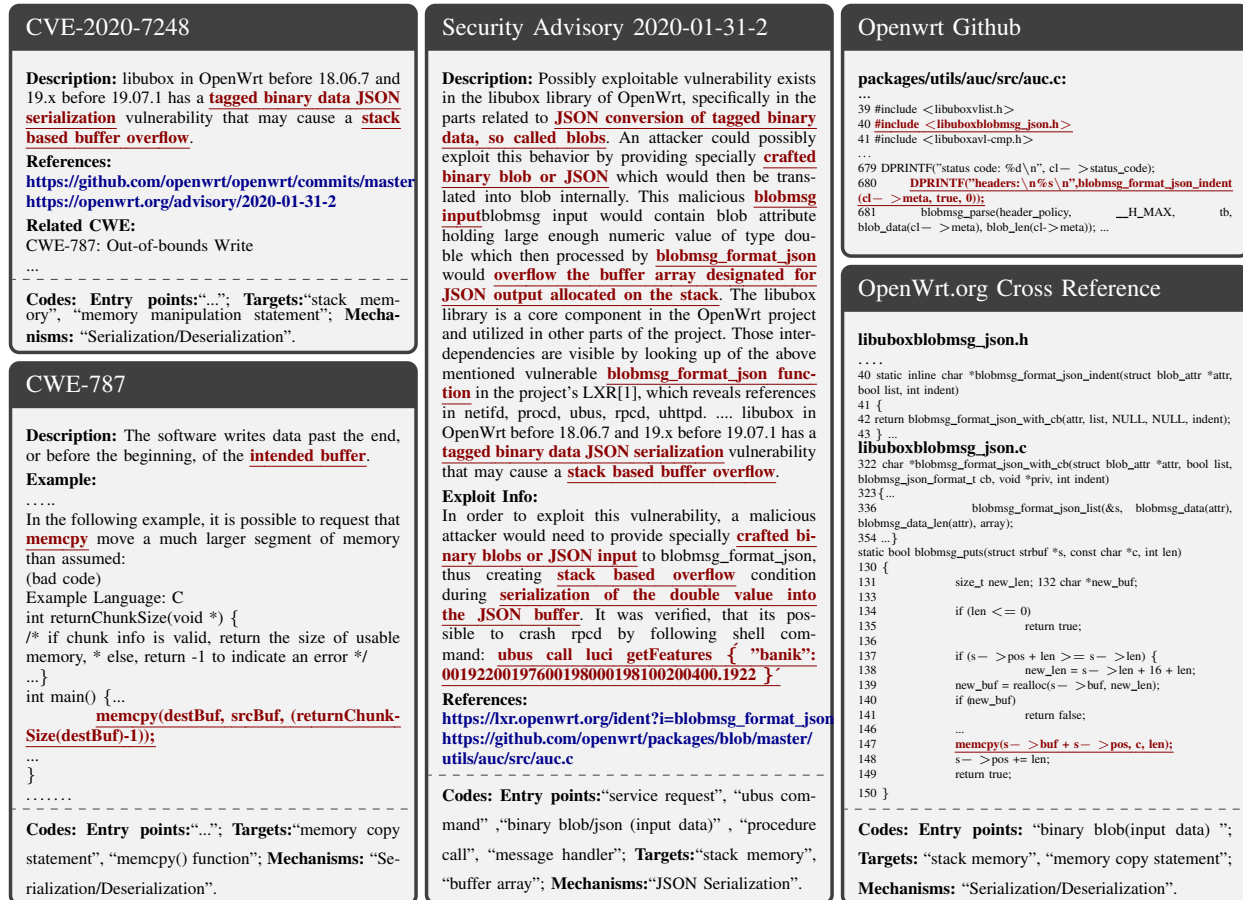 CVE-2020-7248
Description: libubox in OpenWrt before 18.06.7 and
19.x before 19.07.1 has a tagged binary data JSON
serialization vulnerability that may cause a stack
based buffer overflow.
References:
https://github.com/openwrt/openwrt/commits/master
https://openwrt.org/advisory/2020-01-31-2
Related CWE:
CWE-787: Out-of-bounds Write
...
Codes: Entry points:“...”; Targets:“stack mem-
ory”, “memory manipulation statement”; Mecha-
nisms: “Serialization/Deserialization”.
CWE-787
Description: The software writes data past the end,
or before the beginning, of the intended buffer.
Example:
.....
In the following example, it is possible to request that
memcpy move a much larger segment of memory
than assumed:
(bad code)
Example Language: C
int returnChunkSize(void *) {
/* if chunk info is valid, return the size of usable
memory, * else, return -1 to indicate an error */
...}
int main() {...
memcpy(destBuf, srcBuf, (returnChunk-
Size(destBuf)-1));
...
}
.......
Codes: Entry points:“...”; Targets:“memory copy
statement”, “memcpy() function”; Mechanisms: “Se-
rialization/Deserialization”.
Security Advisory 2020-01-31-2
Description: Possibly exploitable vulnerability exists
in the libubox library of OpenWrt, specifically in the
parts related to JSON conversion of tagged binary
data, so called blobs. An attacker could possibly
exploit this behavior by providing specially crafted
binary blob or JSON which would then be trans-
lated into blob internally. This malicious blobmsg
inputblobmsg input would contain blob attribute
holding large enough numeric value of type dou-
ble which then processed by blobmsg_format_json
would overflow the buffer array designated for
JSON output allocated on the stack. The libubox
library is a core component in the OpenWrt project
and utilized in other parts of the project. Those inter-
dependencies are visible by looking up of the above
mentioned vulnerable blobmsg_format_json func-
tion in the project's LXR[1], which reveals references
in netifd, procd, ubus, rpcd, uhttpd. .... libubox in
OpenWrt before 18.06.7 and 19.x before 19.07.1 has a
tagged binary data JSON serialization vulnerability
that may cause a stack based buffer overflow.
Exploit Info:
In order to exploit this vulnerability, a malicious
attacker would need to provide specially crafted bi-
nary blobs or JSON input to blobmsg_format_json,
thus creating stack based overflow condition
during serialization of the double value into
the JSON buffer. It was verified, that its pos-
sible to crash rpcd by following shell com-
mand: ubus call luci getFeatures { ”banik”:
00192200197600198000198100200400.1922 }´
References:
https://lxr.openwrt.org/ident?i=blobmsg_format_json
https://github.com/openwrt/packages/blob/master/
utils/auc/src/auc.c
Codes: Entry points:“service request”, “ubus com-
mand” ,“binary blob/json (input data)” , “procedure
call”, “message handler”; Targets:“stack memory”,
“buffer array”; Mechanisms:“JSON Serialization”.
Openwrt Github
packages/utils/auc/src/auc.c:
...
39 #include <libuboxvlist.h>
40 #include <libuboxblobmsg_json.h>
41 #include <libuboxavl-cmp.h>
...
679 DPRINTF(”status code: %d\n”, cl− >status_code);
680 DPRINTF(”headers:\n%s\n”,blobmsg_format_json_indent
(cl− >meta, true, 0));
681 blobmsg_parse(header_policy, __H_MAX, tb,
blob_data(cl− >meta), blob_len(cl->meta)); ...
OpenWrt.org Cross Reference
libuboxblobmsg_json.h
....
40 static inline char *blobmsg_format_json_indent(struct blob_attr *attr,
bool list, int indent)
41 {
42 return blobmsg_format_json_with_cb(attr, list, NULL, NULL, indent);
43 } ...
libuboxblobmsg_json.c
322 char *blobmsg_format_json_with_cb(struct blob_attr *attr, bool list,
blobmsg_json_format_t cb, void *priv, int indent)
323{...
336 blobmsg_format_json_list(&s, blobmsg_data(attr),
blobmsg_data_len(attr), array);
354 ...}
static bool blobmsg_puts(struct strbuf *s, const char *c, int len)
130 {
131 size_t new_len; 132 char *new_buf;
133
134 if (len <= 0)
135 return true;
136
137 if (s− >pos + len >= s− >len) {
138 new_len = s− >len + 16 + len;
139 new_buf = realloc(s− >buf, new_len);
140 if (new_buf)
141 return false;
146 ...
147 memcpy(s− >buf + s− >pos, c, len);
148 s− >pos += len;
149 return true;
150 }
Codes: Entry points: “binary blob(input data) ”;
Targets: “stack memory”, “memory copy statement”;
Mechanisms: “Serialization/Deserialization”.